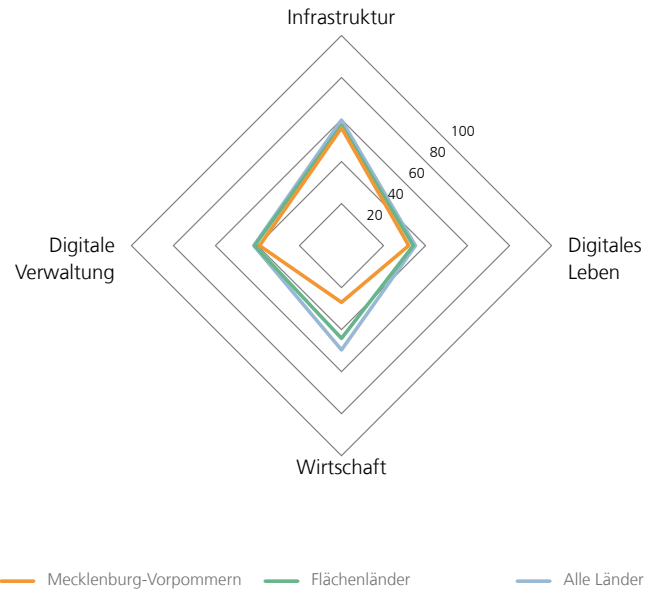 Infrastruktur
100
80
60
40
20
Digitale
Verwaltung
Digitales
Leben
Wirtschaft
Mecklenburg-Vorpommern Flächenländer Alle Länder